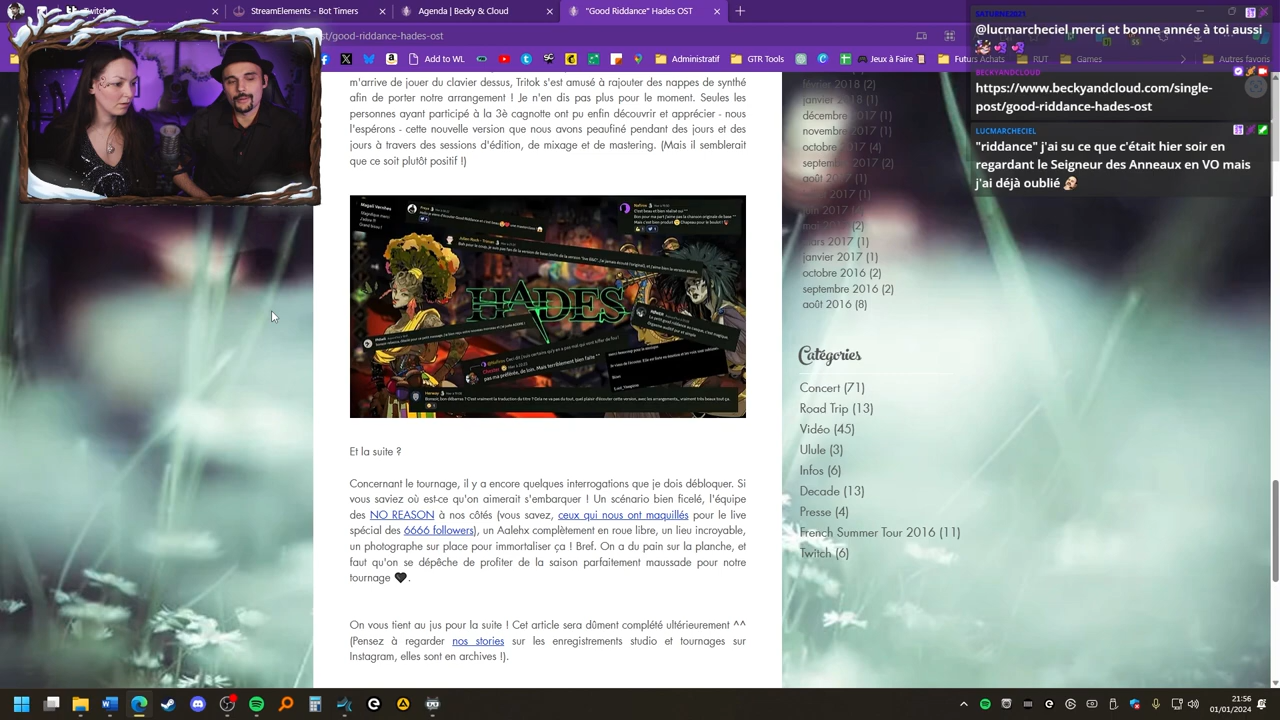 Twitch
StreamElements - Bot Timers
"Good Riddance" Hades OST
st/good-riddance-hades-ost
Add to WL
Admin
Achats
RUT
Games
GTR Tools
Jeux à Faire
SATURNE2021
@lucmarcheciel merci et bonne année à toi aussi
BECKYANDCLOUD
https://www.beckyandcloud.com/single-
post/good-riddance-hades-ost
LUCMARCHECIEL
"riddance" j'ai su ce que c'était hier soir en
regardant le Seigneur des Anneaux en VO mais
j'ai déjà oublié
m'arrive de jouer du clavier dessus, Tritok s'est amusé à rajouter des nappes de synthé
afin de porter notre arrangement ! Je n'en dis pas plus pour le moment. Seules les
personnes ayant participé à la 3è cagnotte ont pu enfin découvrir et apprécier - nous
l'espérons - cette nouvelle version que nous avons peaufiné pendant des jours et des
jours à travers des sessions d'édition, de mixage et de mastering. (Mais il semblerait
que ce soit plutôt positif !)
HADES
Et la suite ?
Concernant le tournage, il y a encore quelques interrogations que je dois débloquer. Si
vous saviez où est-ce qu'on aimerait s'embarquer ! Un scénario bien ficelé, l'équipe
des NO REASON à nos côtés (vous savez, ceux qui nous ont maquillés pour le live
spécial des 6666 followers), un Aalehx complètement en roue libre, un lieu incroyable,
un photographe sur place pour immortaliser ça ! Bref. On a du pain sur la planche, et
faut qu'on se dépêche de profiter de la saison parfaitement maussade pour notre
tournage 🖤.
On vous tient au jus pour la suite ! Cet article sera dûment complété ultérieurement ^^
(Pensez à regarder nos stories sur les enregistrements studio et tournages sur
Instagram, elles sont en archives !).
février 2018 (2)
janvier 2018 (1)
décembre 2017 (1)
novembre 2017 (1)
octobre 2017 (4)
septembre 2017 (2)
août 2017 (1)
2017 (1)
juin 2017
mai 2017 (2)
mars 2017 (1)
janvier 2017 (1)
octobre 2016 (2)
septembre 2016 (2)
août 2016 (8)
Catégories
Concert (71)
Road Trip (13)
Vidéo (45)
Ulule (3)
Infos (6)
Decade (13)
Presse (4)
French Summer Tour 2016 (11)
Twitch (6)
21:56
01/01/2024